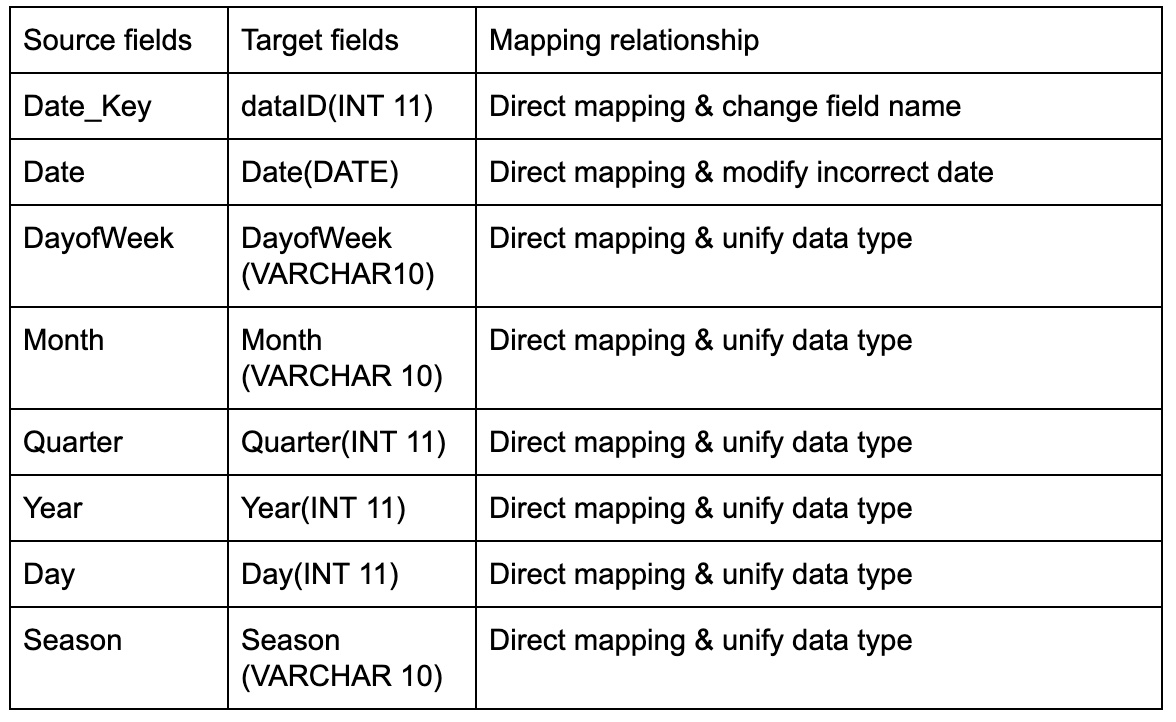 Source fields Target fields Mapping relationship
Date_Key dataID(INT 11) Direct mapping & change field name
Date Date(DATE) Direct mapping & modify incorrect date
DayofWeek DayofWeek Direct mapping & unify data type
(VARCHAR10)
Month Month Direct mapping & unify data type
(VARCHAR 10)
Quarter Quarter(INT 11) Direct mapping & unify data type
Year Year(INT 11) Direct mapping & unify data type
Day Day(INT 11) Direct mapping & unify data type
Season Season Direct mapping & unify data type
(VARCHAR 10)